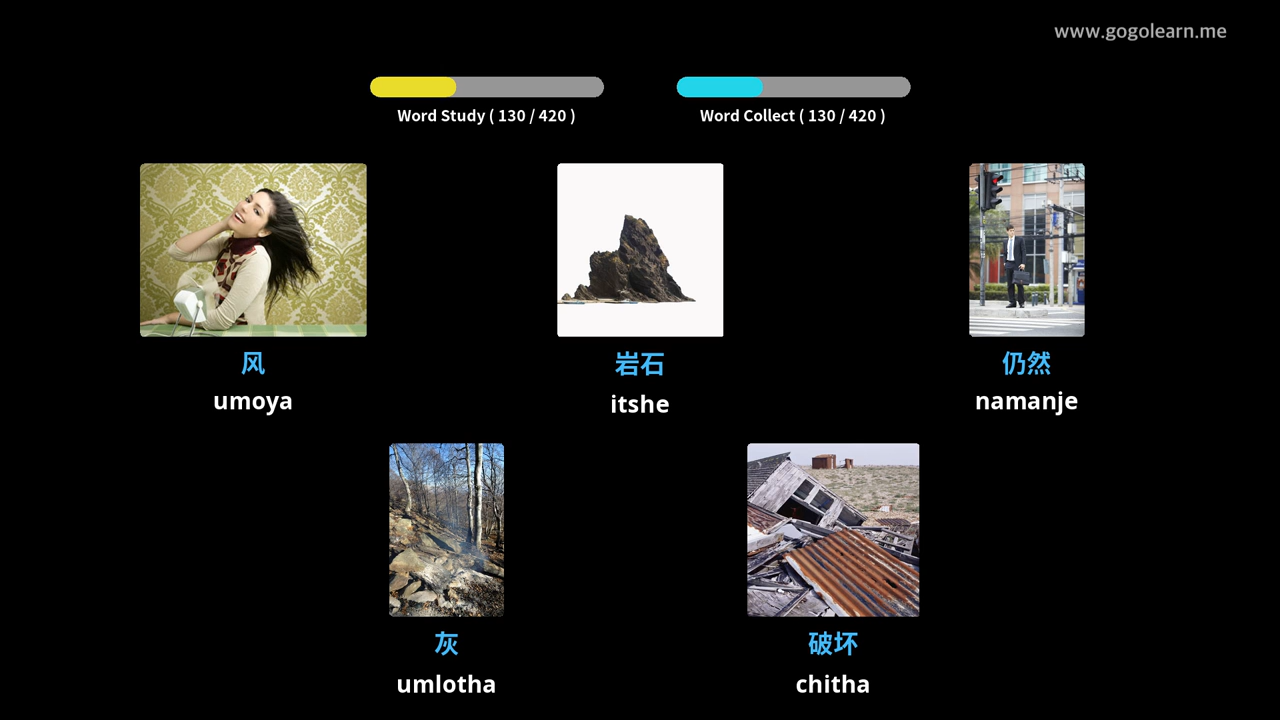 www.gogolearn.me
Word Study ( 130 / 420 )
Word Collect ( 130 / 420 )
风
umoya
岩石
itshe
仍然
namanje
灰
umlotha
破坏
chitha